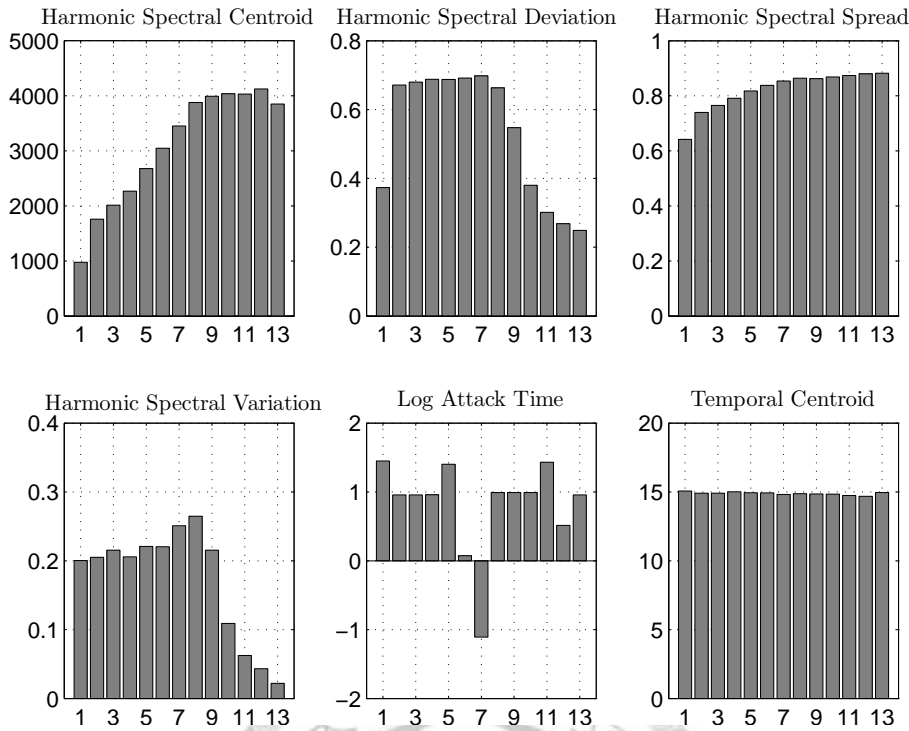 Harmonic Spectral Centroid
5000
4000
3000
2000
1000
0
1 3 5 7 9 11 13
Harmonic Spectral Deviation
0.8
0.6
0.4
0.2
0
1 3 5 7 9 11 13
Harmonic Spectral Spread
1
0.8
0.6
0.4
0.2
0
1 3 5 7 9 11 13
Harmonic Spectral Variation
0.4
0.3
0.2
0.1
0
1 3 5 7 9 11 13
Log Attack Time
2
1
0
−1
−2
1 3 5 7 9 11 13
Temporal Centroid
20
15
10
5
0
1 3 5 7 9 11 13